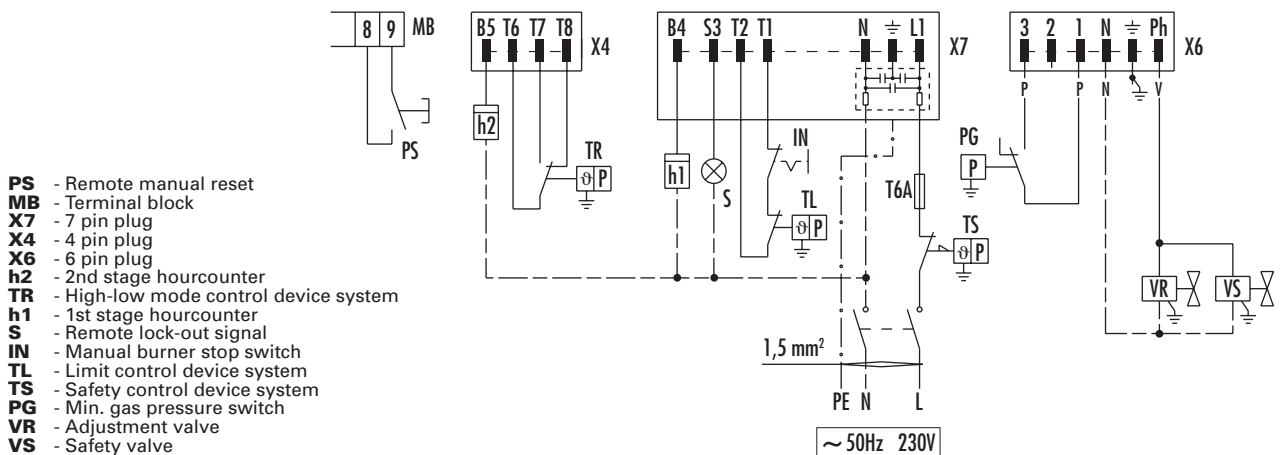 8 9 MB
B5 T6 T7 T8
X4
B4 S3 T2 T1 N L1
X7
3 2 1 N Ph
X6
P P N V
h2
PS
TR
ϑ P
h1
S
IN
TL
ϑ P
T6A
TS
ϑ P
PG
P
VR VS
1,5 mm²
PE N L
~ 50Hz 230V
PS - Remote manual reset
MB - Terminal block
X7 - 7 pin plug
X4 - 4 pin plug
X6 - 6 pin plug
h2 - 2nd stage hourcounter
TR - High-low mode control device system
h1 - 1st stage hourcounter
S - Remote lock-out signal
IN - Manual burner stop switch
TL - Limit control device system
TS - Safety control device system
PG - Min. gas pressure switch
VR - Adjustment valve
VS - Safety valve